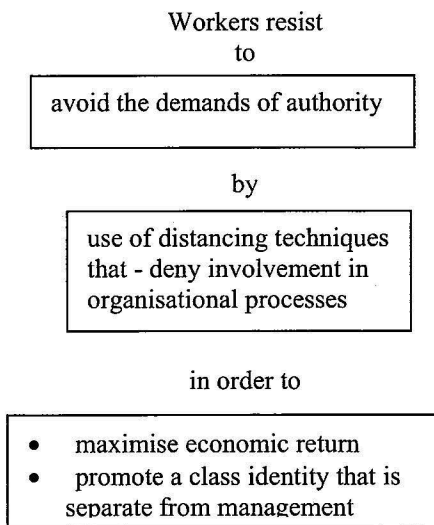 Workers resist
to
avoid the demands of authority
by
use of distancing techniques
that - deny involvement in
organisational processes
in order to
• maximise economic return
• promote a class identity that is
separate from management